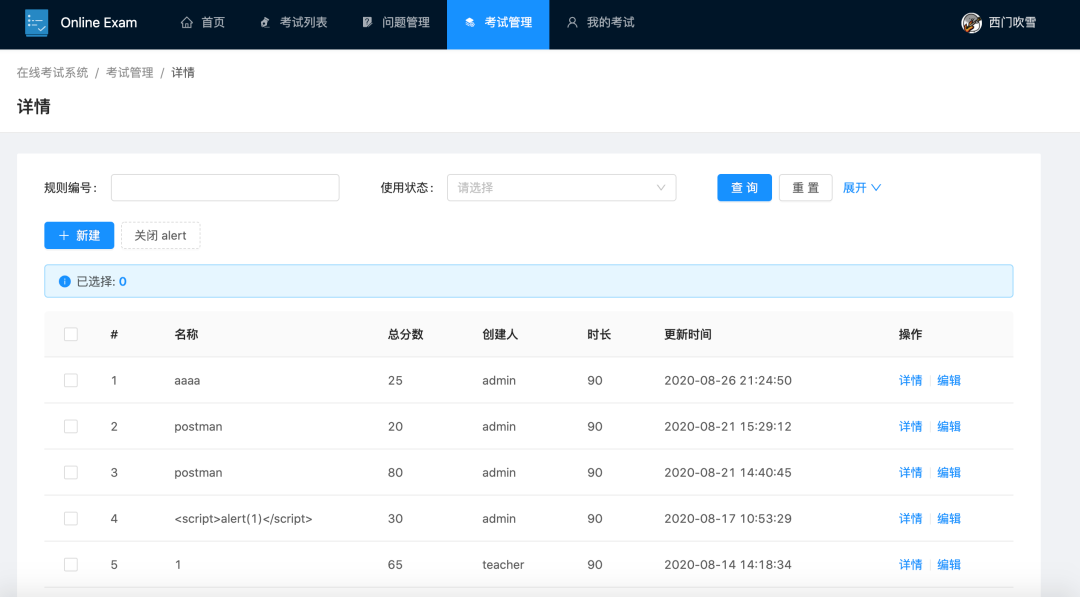 Online Exam 首页 考试列表 问题管理 考试管理 我的考试 西门吹雪
在线考试系统 / 考试管理 / 详情
详情
规则编号: 使用状态: 请选择 查 询 重 置 展开
+ 新建 关闭 alert
已选择: 0
# 名称 总分数 创建人 时长 更新时间 操作
1 aaaa 25 admin 90 2020-08-26 21:24:50 详情 编辑
2 postman 20 admin 90 2020-08-21 15:29:12 详情 编辑
3 postman 80 admin 90 2020-08-21 14:40:45 详情 编辑
4 <script>alert(1)</script> 30 admin 90 2020-08-17 10:53:29 详情 编辑
5 1 65 teacher 90 2020-08-14 14:18:34 详情 编辑